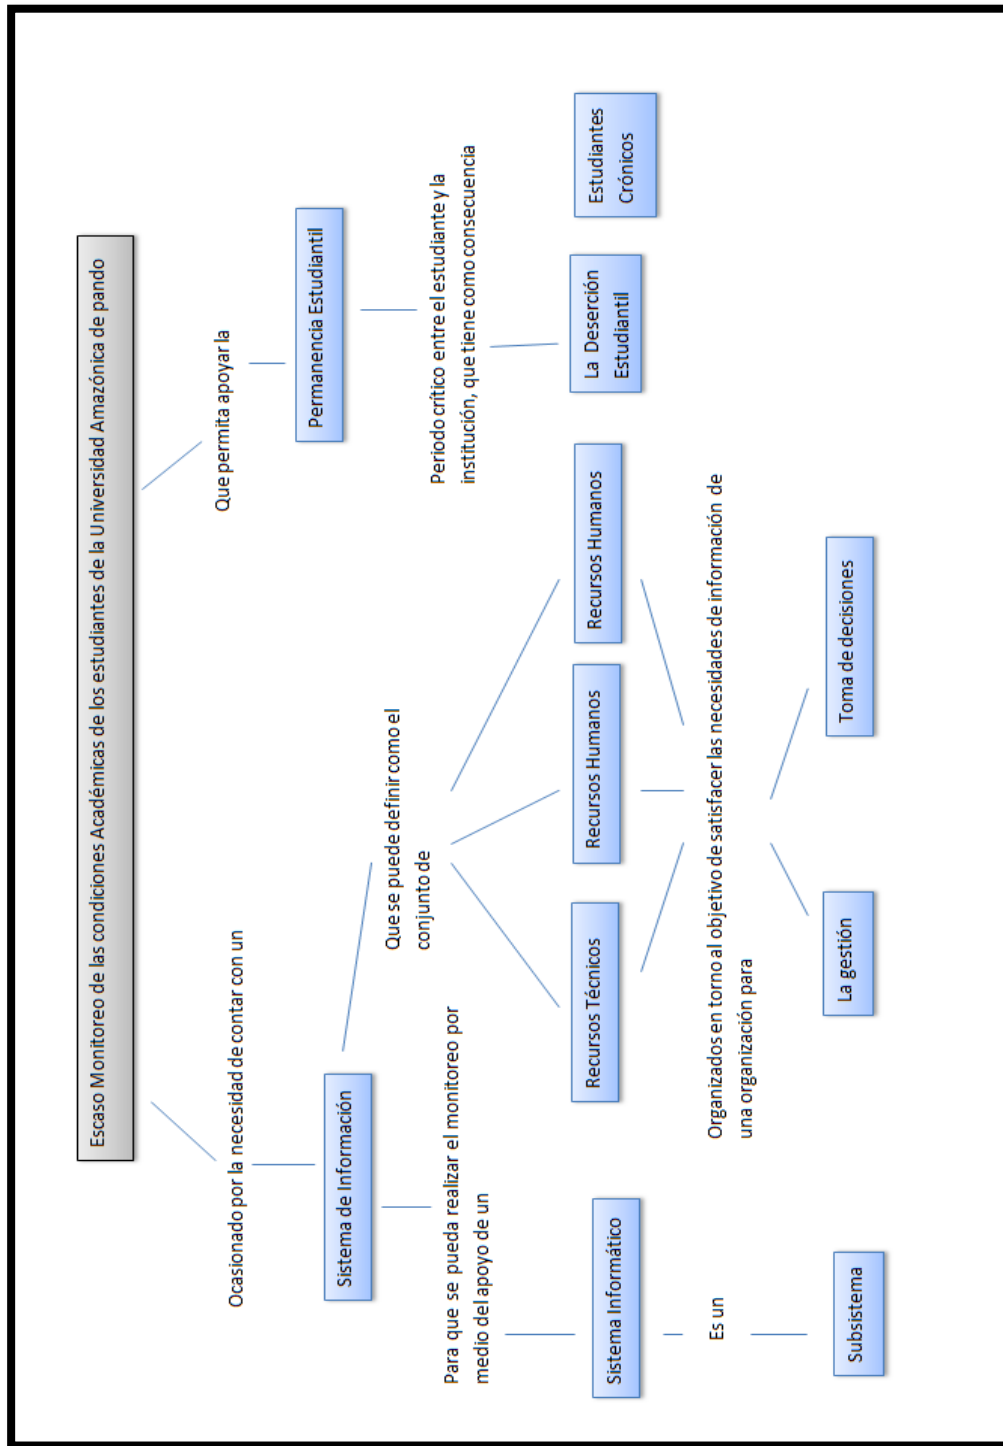 Escaso Monitoreo de las condiciones Académicas de los estudiantes de la Universidad Amazónica de pando
Ocasionado por la necesidad de contar con un
Que permita apoyar la
Sistema de Información
Permanencia Estudiantil
Para que se pueda realizar el monitoreo por
medio del apoyo de un
Que se puede definir como el
conjunto de
Periodo crítico entre el estudiante y la
institución, que tiene como consecuencia
Sistema Informático
Recursos Técnicos
Recursos Humanos
Recursos Humanos
La Deserción
Estudiantil
Estudiantes
Crónicos
Es un
Organizados en torno al objetivo de satisfacer las necesidades de información de
una organización para
Subsistema
La gestión
Toma de decisiones